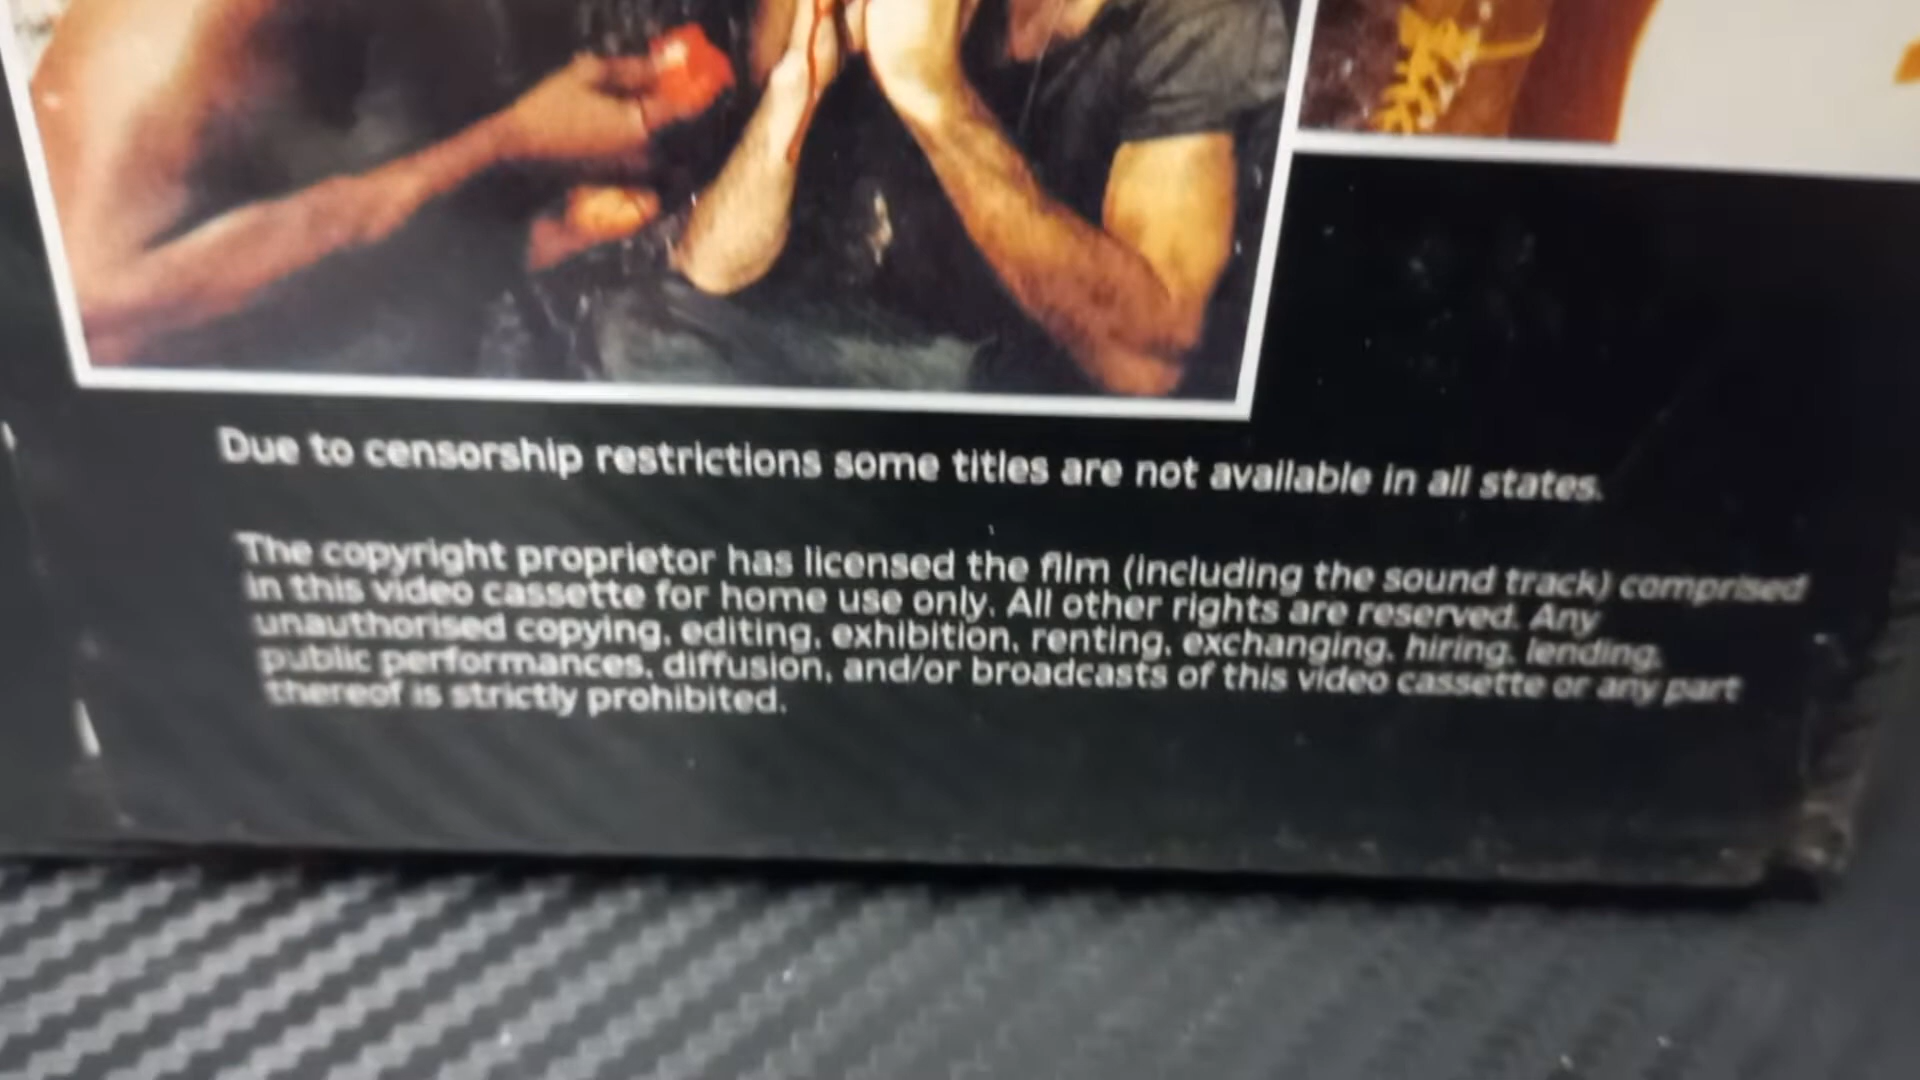 Due to censorship restrictions some titles are not available in all states.
The copyright proprietor has licensed the film (including the sound track) comprised
in this video cassette for home use only. All other rights are reserved. Any
unauthorised copying, editing, exhibition, renting, exchanging, hiring, lending,
public performances, diffusion, and/or broadcasts of this video cassette or any part
thereof is strictly prohibited.